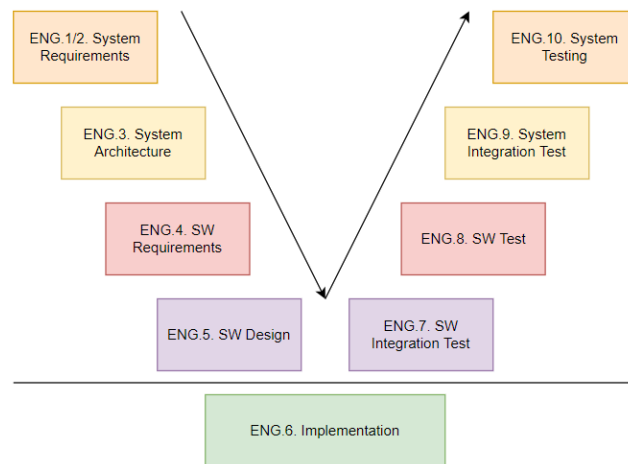 ENG.1/2. System
Requirements
ENG.10. System
Testing
ENG.3. System
Architecture
ENG.9. System
Integration Test
ENG.4. SW
Requirements
ENG.8. SW Test
ENG.5. SW Design
ENG.7. SW
Integration Test
ENG.6. Implementation